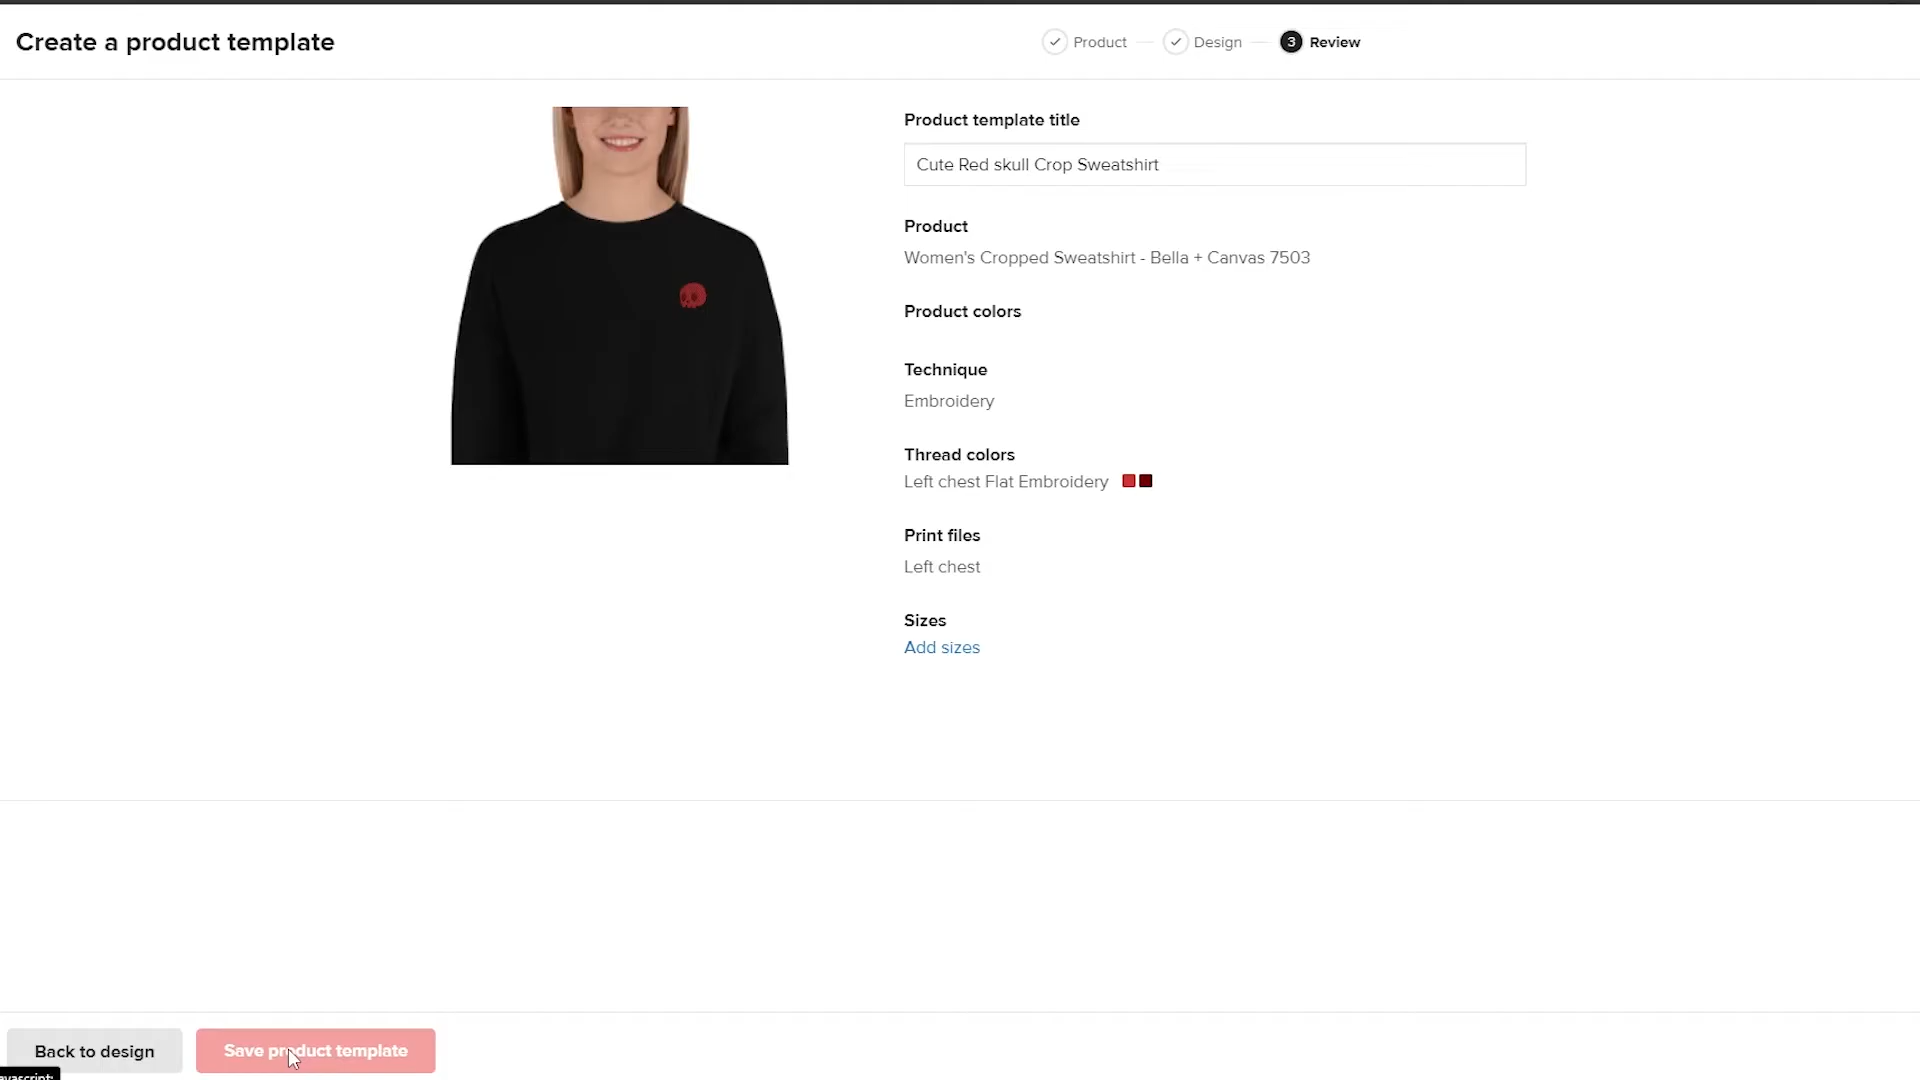 Create a product template
Product
Design
3 Review
Product template title
Cute Red skull Crop Sweatshirt
Product
Women's Cropped Sweatshirt - Bella + Canvas 7503
Product colors
Technique
Embroidery
Thread colors
Left chest Flat Embroidery
Print files
Left chest
Sizes
Add sizes
Back to design
Save product template